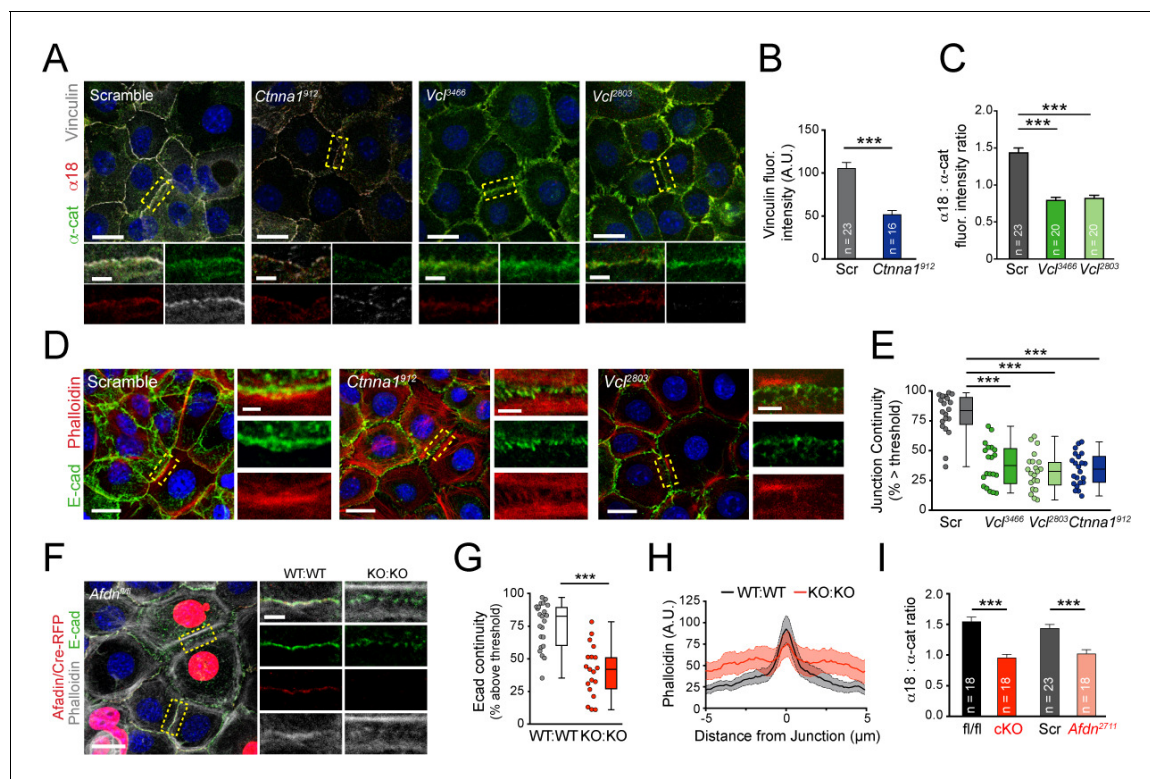 A
α-cat α18 Vinculin
Scramble
Ctnna1⁹¹²
Vcl³⁴⁶⁶
Vcl²⁸⁰³
B
Vinculin fluor.
intensity (A.U.)
150
100
50
0
***
n = 23
n = 16
Scr
Ctnna1⁹¹²
C
α18 : α-cat
fluor. intensity ratio
2.0
1.5
1.0
0.5
0.0
***
***
n = 23
n = 20
n = 20
Scr
Vcl³⁴⁶⁶
Vcl²⁸⁰³
D
E-cad Phalloidin
Scramble
Ctnna1⁹¹²
Vcl²⁸⁰³
E
Junction Continuity
(% > threshold)
100
75
50
25
0
***
***
***
Scr
Vcl³⁴⁶⁶
Vcl²⁸⁰³
Ctnna1⁹¹²
F
Afadin/Cre-RFP
Phalloidin E-cad
Afdnᶠˡ/ᶠˡ
WT:WT
KO:KO
G
Ecad continuity
(% above threshold)
100
75
50
25
0
***
WT:WT KO:KO
H
WT:WT
KO:KO
Phalloidin (A.U.)
150
100
50
0
-5
0
5
Distance from Junction (µm)
I
α18 : α-cat ratio
2.0
1.5
1.0
0.5
0.0
***
***
n = 18
n = 18
n = 23
n = 18
fl/fl
cKO
Scr
Afdn²⁷¹¹